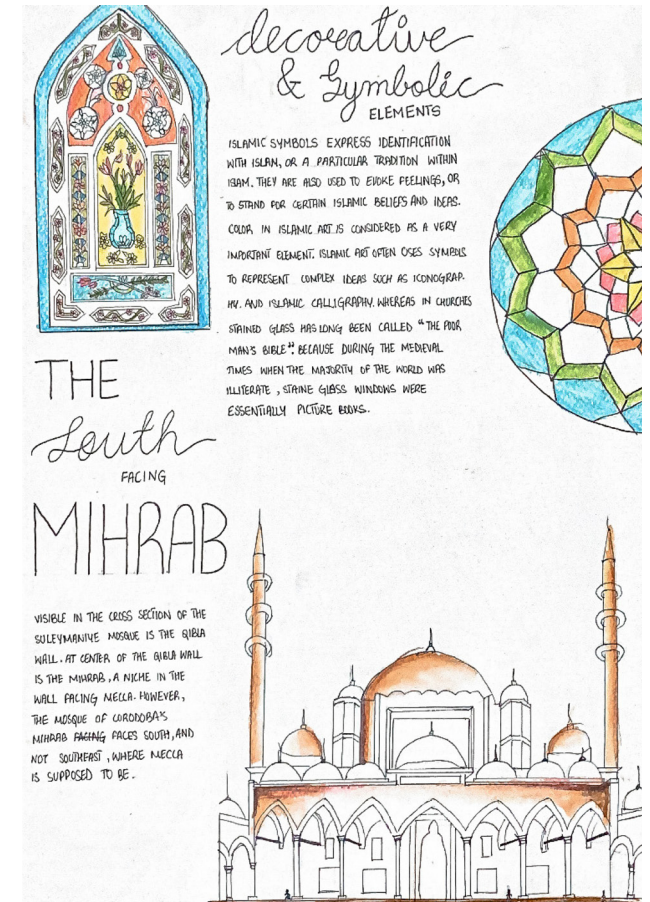 decorative
& Symbolic
ELEMENTS
ISLAMIC SYMBOLS EXPRESS IDENTIFICATION
WITH ISLAN, OR A PARTICULAR TRADITION WITHIN
ISAM. THEY ARE ALSO USED TO EVOKE FEELINGS, OR
TO STAND FOR CERTAIN ISLAMIC BELIEFS AND IDEAS.
COLOR IN ISLAMIC ART IS CONSIDERED AS A VERY
IMPORTANT ELEMENT. ISLAMIC ART OFTEN USES SYMBOLS
TO REPRESENT COMPLEX IDEAS SUCH AS ICONOGRAP-
HY. AND ISLAMIC CALLIGRAPHY. WHEREAS IN CHURCHES
STAINED GLASS HAS LONG BEEN CALLED "THE POOR
MAN'S BIBLE". BECAUSE DURING THE MEDIEVAL
TIMES WHEN THE MAJORITY OF THE WORLD WAS
ILLITERATE, STAINE GLASS WINDOWS WERE
ESSENTIALLY PICTURE BOOKS.
THE
South
FACING
MIHRAB
VISIBLE IN THE CROSS SECTION OF THE
SULEYMANIYE MOSQUE IS THE QIBLA
WALL. AT CENTER OF THE QIBLA WALL
IS THE MIHRAB, A NICHE IN THE
WALL FACING MECCA. HOWEVER,
THE MOSQUE OF CORODOBA'S
MIHRAB FACING FACES SOUTH, AND
NOT SOUTHEAST, WHERE MECCA
IS SUPPOSED TO BE.